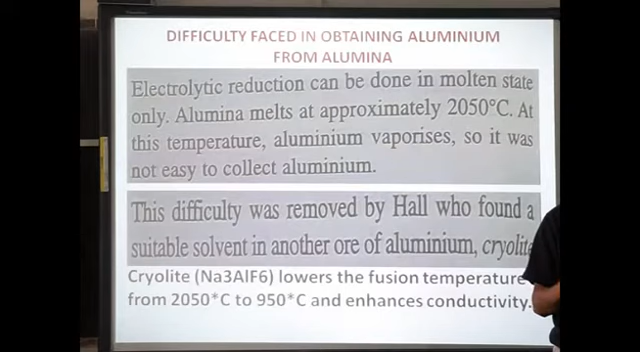 DIFFICULTY FACED IN OBTAINING ALUMINIUM
FROM ALUMINA
Electrolytic reduction can be done in molten state
only. Alumina melts at approximately 2050°C. At
this temperature, aluminium vaporises, so it was
not easy to collect aluminium.
This difficulty was removed by Hall who found a
suitable solvent in another ore of aluminium, cryolite
Cryolite (Na3AlF6) lowers the fusion temperature
from 2050*C to 950*C and enhances conductivity.